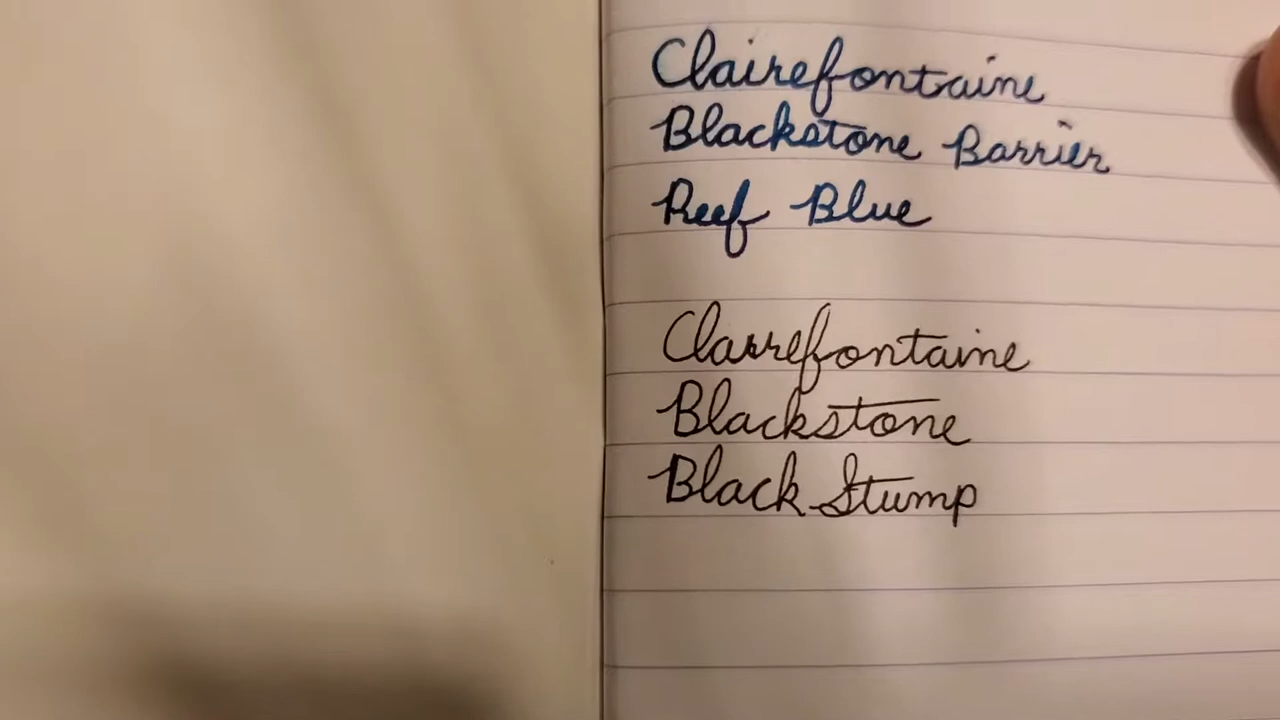 Clairefontaine
Blackstone Barrier
Reef Blue
Clairefontaine
Blackstone
Black Stump